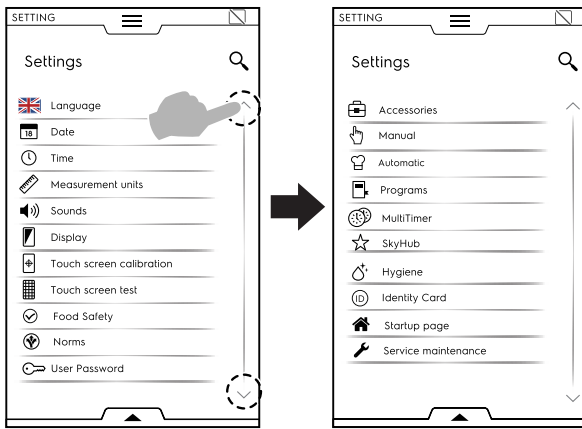 SETTING
Settings
Language
18 Date
Time
Measurement units
Sounds
Display
Touch screen calibration
Touch screen test
Food Safety
Norms
User Password
SETTING
Settings
Accessories
Manual
Automatic
Programs
MultiTimer
SkyHub
Hygiene
ID Identity Card
Startup page
Service maintenance